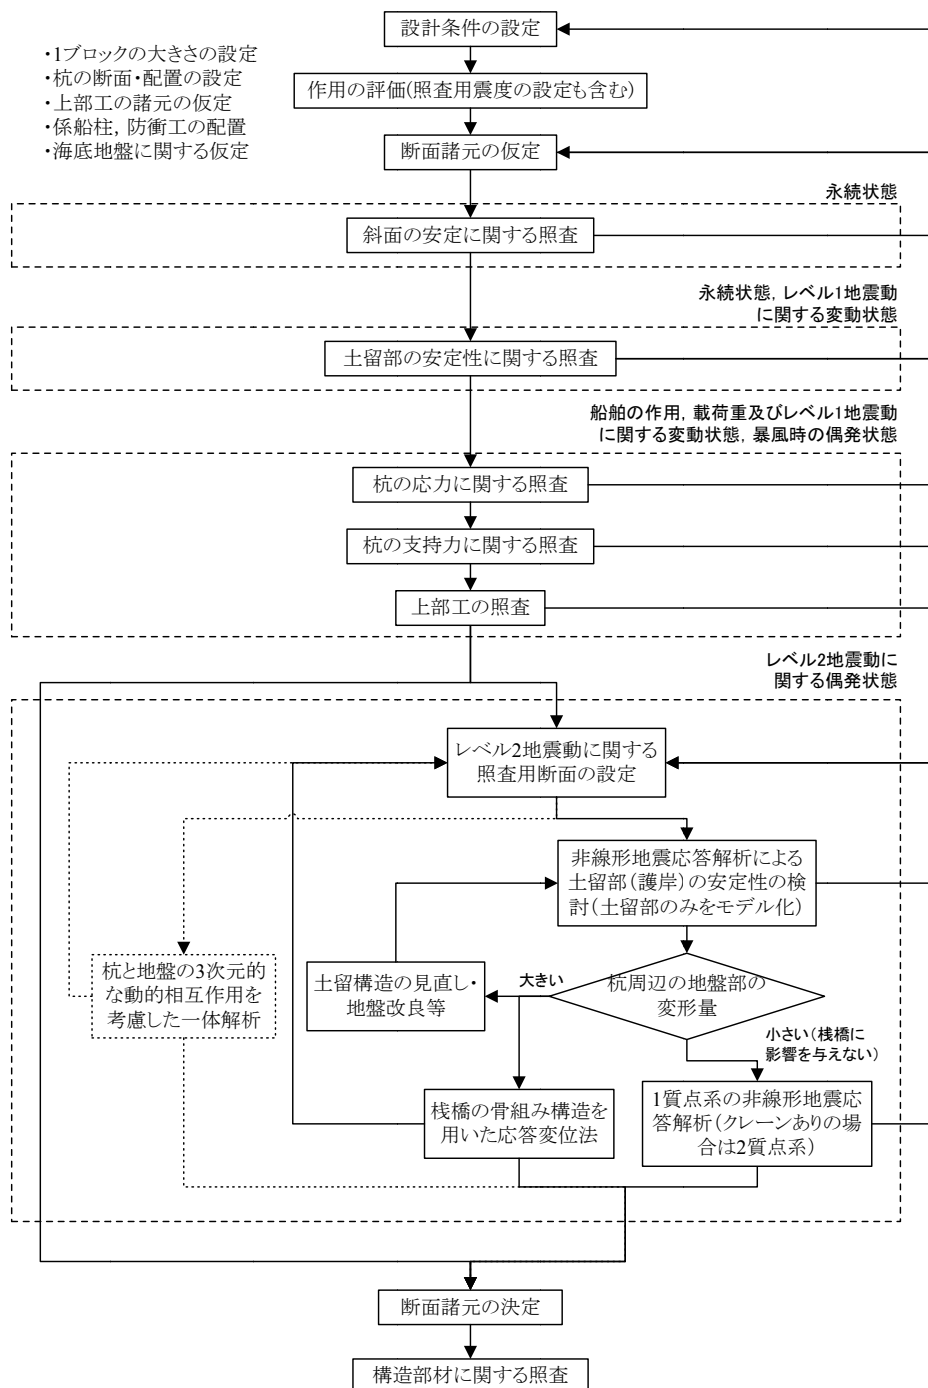 設計条件の設定
・1ブロックの大きさの設定
・杭の断面・配置の設定
・上部工の諸元の仮定
・係船柱, 防衝工の配置
・海底地盤に関する仮定
作用の評価(照査用震度の設定も含む)
断面諸元の仮定
永続状態
斜面の安定に関する照査
永続状態, レベル1地震動
に関する変動状態
土留部の安定性に関する照査
船舶の作用, 載荷重及びレベル1地震動
に関する変動状態, 暴風時の偶発状態
杭の応力に関する照査
杭の支持力に関する照査
上部工の照査
レベル2地震動に
関する偶発状態
レベル2地震動に関する
照査用断面の設定
非線形地震応答解析による
土留部(護岸)の安定性の検
討(土留部のみをモデル化)
杭と地盤の3次元的
な動的相互作用を
考慮した一体解析
土留構造の見直し・
地盤改良等
大きい
杭周辺の地盤部の
変形量
小さい(桟橋に
影響を与えない)
桟橋の骨組み構造を
用いた応答変位法
1質点系の非線形地震応
答解析(クレーンありの場
合は2質点系)
断面諸元の決定
構造部材に関する照査